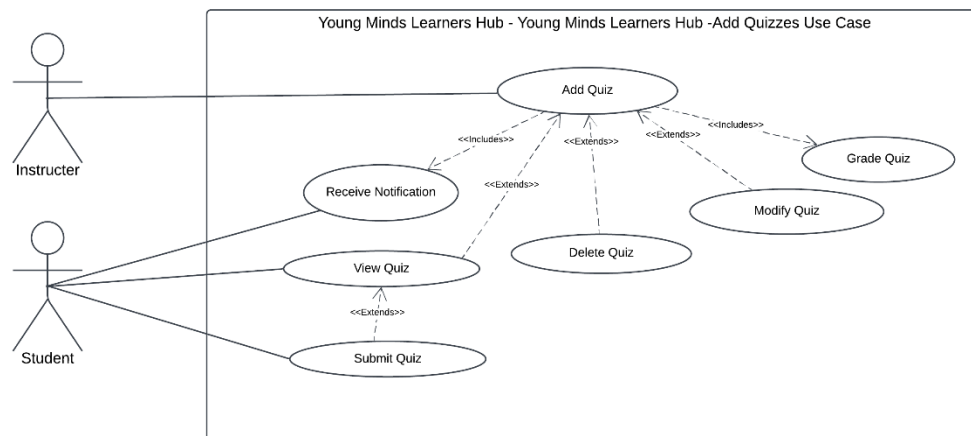 Young Minds Learners Hub - Young Minds Learners Hub -Add Quizzes Use Case
Add Quiz
Instructer
<<Includes>>
<<Extends>>
<<Extends>>
<<Includes>>
Grade Quiz
Receive Notification
<<Extends>>
Modify Quiz
Delete Quiz
View Quiz
<<Extends>>
Student
Submit Quiz